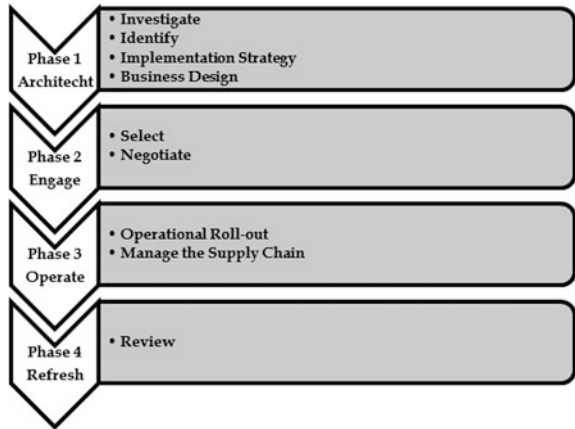 Phase 1
Architecht
• Investigate
• Identify
• Implementation Strategy
• Business Design
Phase 2
Engage
• Select
• Negotiate
Phase 3
Operate
• Operational Roll-out
• Manage the Supply Chain
Phase 4
Refresh
• Review